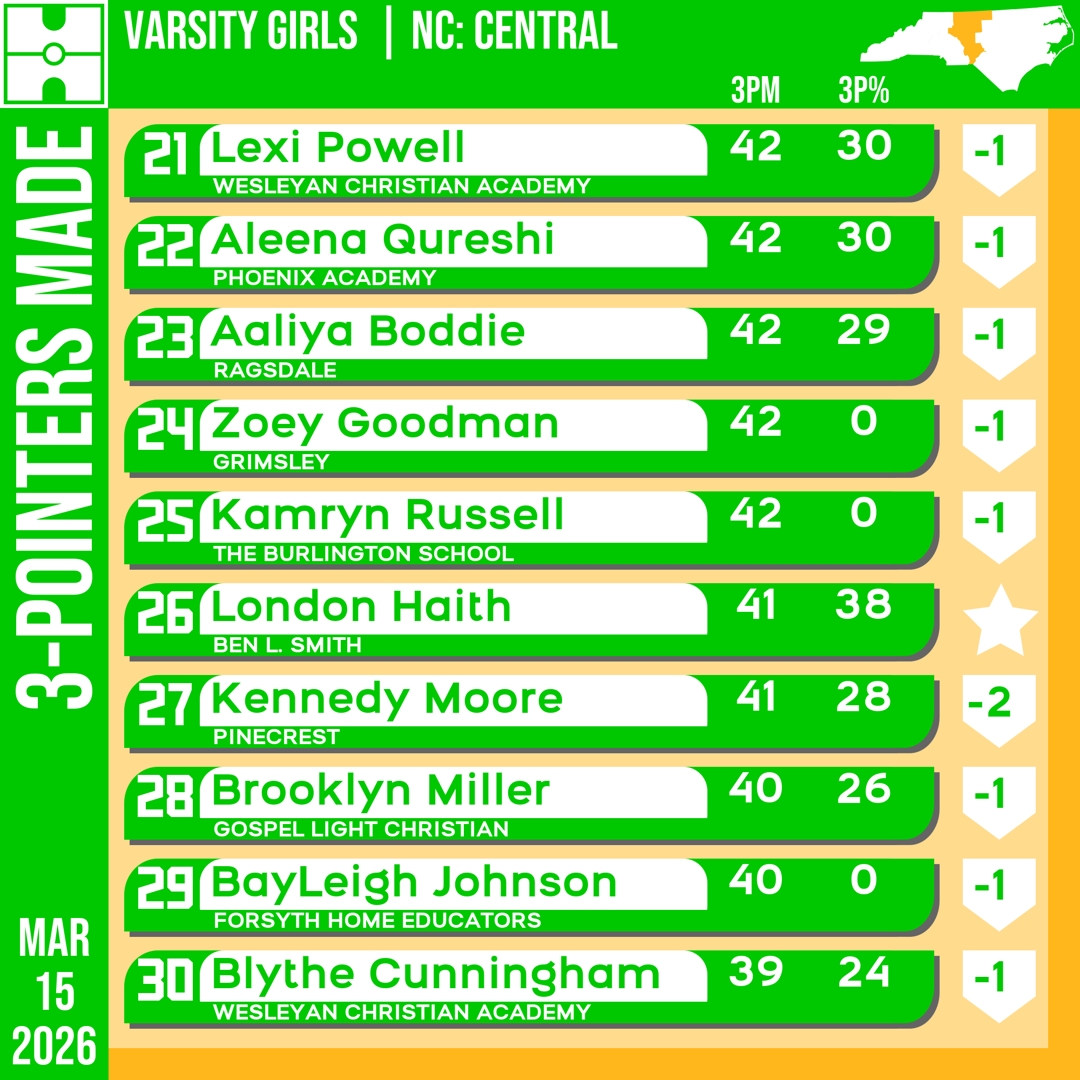 VARSITY GIRLS | NC: CENTRAL
3PM 3P%
3-POINTERS MADE
21 Lexi Powell 42 30 -1
WESLEYAN CHRISTIAN ACADEMY
22 Aleena Qureshi 42 30 -1
PHOENIX ACADEMY
23 Aaliya Boddie 42 29 -1
RAGSDALE
24 Zoey Goodman 42 0 -1
GRIMSLEY
25 Kamryn Russell 42 0 -1
THE BURLINGTON SCHOOL
26 London Haith 41 38
BEN L. SMITH
27 Kennedy Moore 41 28 -2
PINECREST
28 Brooklyn Miller 40 26 -1
GOSPEL LIGHT CHRISTIAN
29 BayLeigh Johnson 40 0 -1
FORSYTH HOME EDUCATORS
30 Blythe Cunningham 39 24 -1
WESLEYAN CHRISTIAN ACADEMY
MAR
15
2026